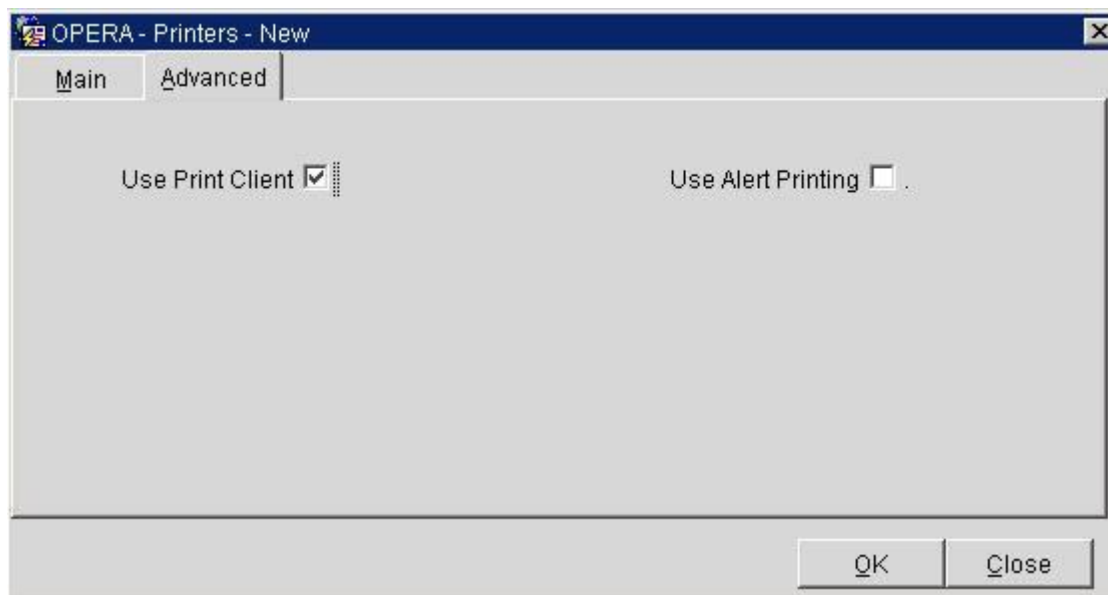 OPERA - Printers - New
Main Advanced
Use Print Client Use Alert Printing .
OK Close